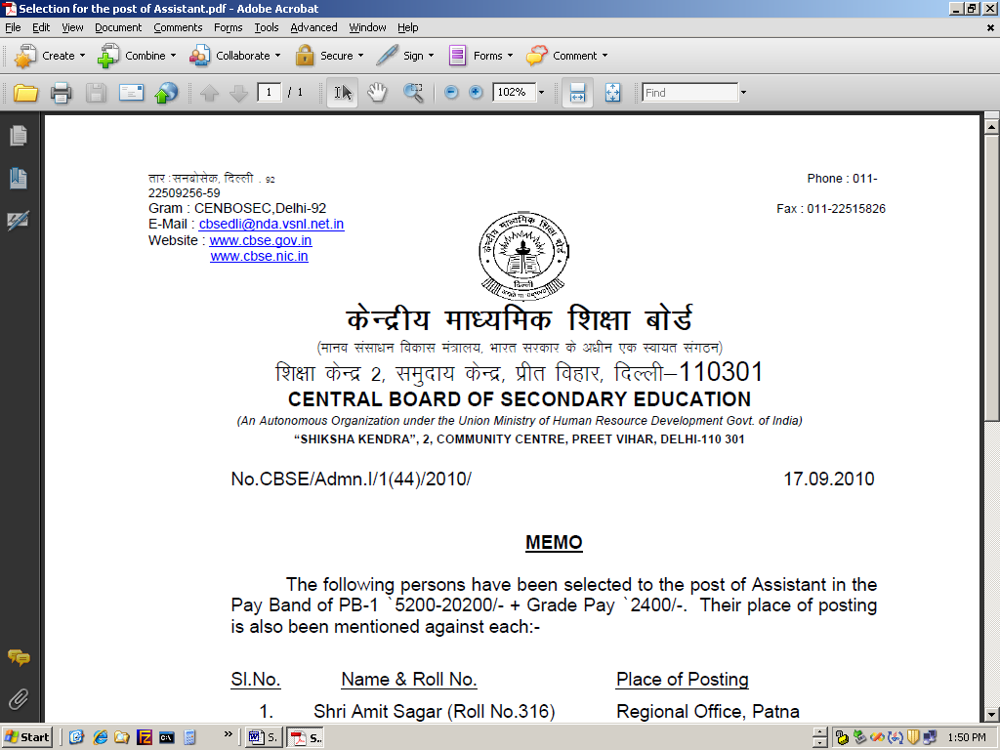 Selection for the post of Assistant.pdf - Adobe Acrobat
File Edit View Document Comments Forms Tools Advanced Window Help
Create Combine Collaborate Secure Sign Forms Comment
1 / 1 102% Find
तार : सनबोसेक, दिल्ली . 92
Phone : 011-
22509256-59
Gram : CENBOSEC,Delhi-92
Fax : 011-22515826
E-Mail : cbsedli@nda.vsnl.net.in
Website : www.cbse.gov.in
www.cbse.nic.in
केन्द्रीय माध्यमिक शिक्षा बोर्ड
दिल्ली
केन्द्रीय माध्यमिक शिक्षा बोर्ड
(मानव संसाधन विकास मंत्रालय, भारत सरकार के अधीन एक स्वायत संगठन)
शिक्षा केन्द्र 2, समुदाय केन्द्र, प्रीत विहार, दिल्ली–110301
CENTRAL BOARD OF SECONDARY EDUCATION
(An Autonomous Organization under the Union Ministry of Human Resource Development Govt. of India)
“SHIKSHA KENDRA”, 2, COMMUNITY CENTRE, PREET VIHAR, DELHI-110 301
No.CBSE/Admn.I/1(44)/2010/ 17.09.2010
MEMO
The following persons have been selected to the post of Assistant in the
Pay Band of PB-1 `5200-20200/- + Grade Pay `2400/-. Their place of posting
is also been mentioned against each:-
Sl.No. Name & Roll No. Place of Posting
1. Shri Amit Sagar (Roll No.316) Regional Office, Patna
Start S. S.. 1:50 PM